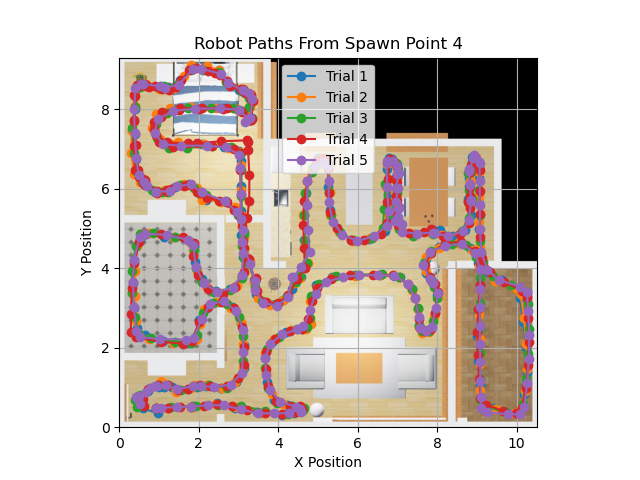 Robot Paths From Spawn Point 4
Trial 1
Trial 2
Trial 3
Trial 4
Trial 5
Y Position
8
6
4
2
0
0 2 4 6 8 10
X Position